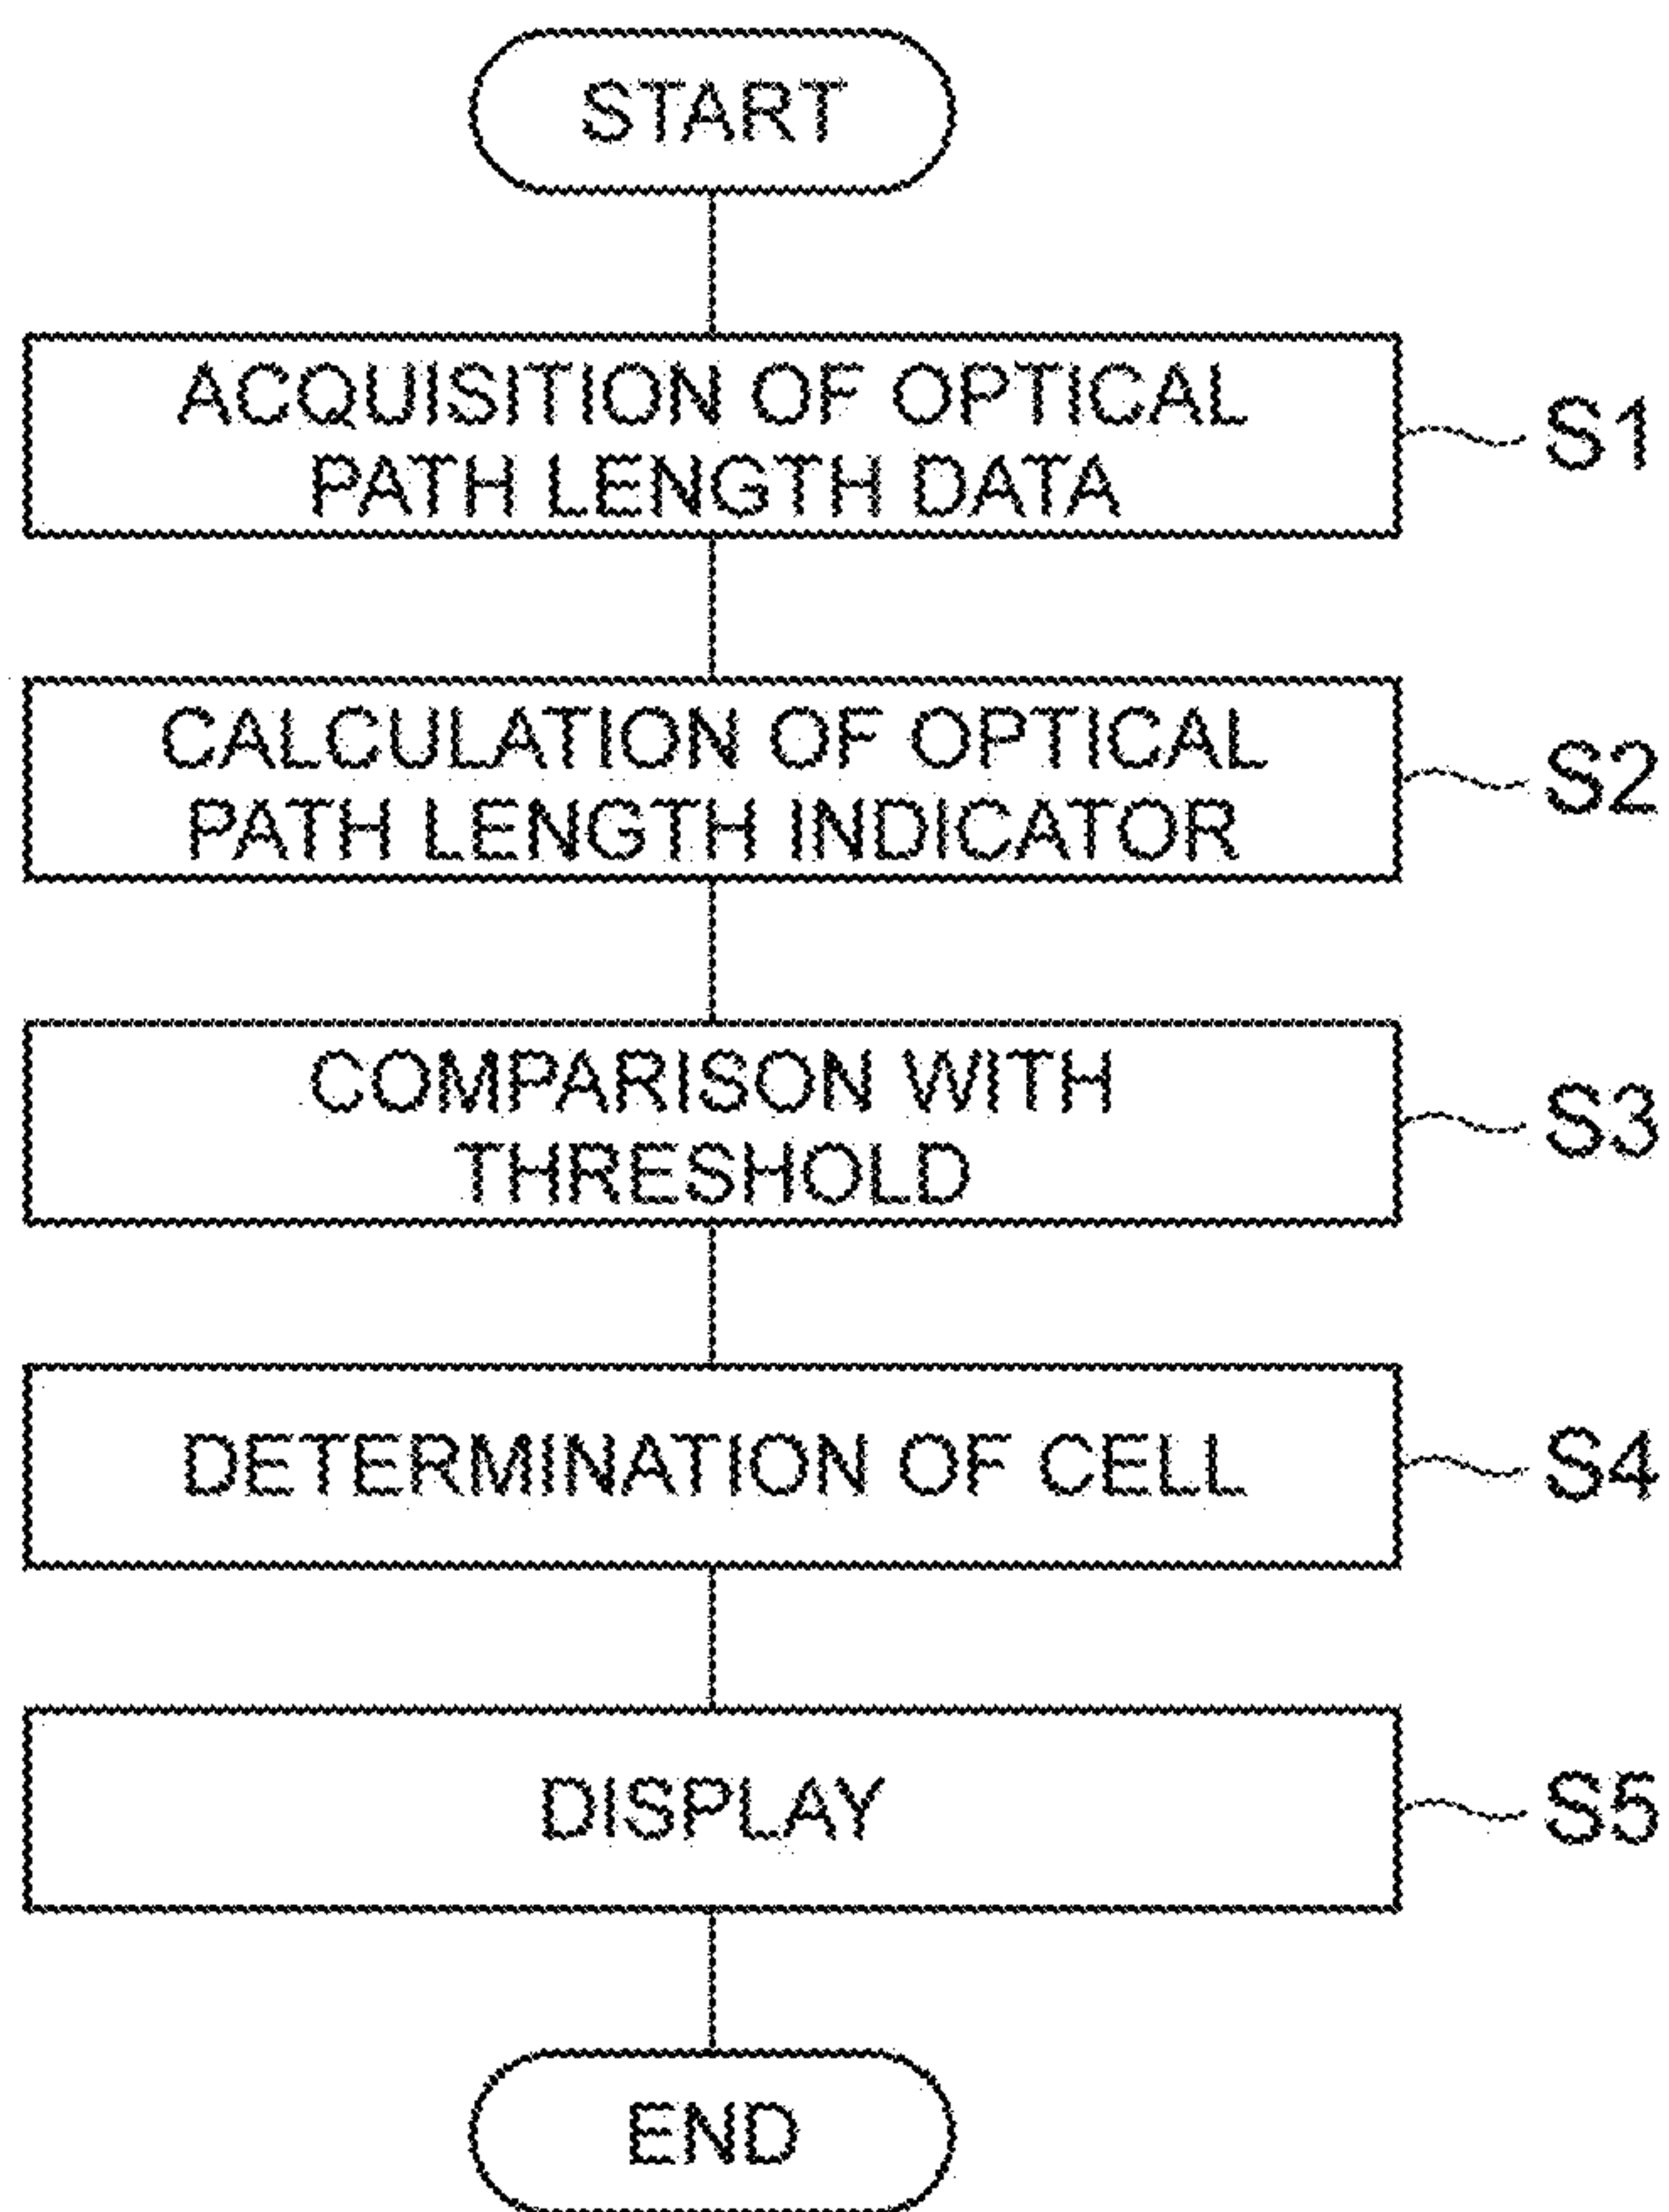 START
ACQUISITION OF OPTICAL
PATH LENGTH DATA
S1
CALCULATION OF OPTICAL
PATH LENGTH INDICATOR
S2
COMPARISON WITH
THRESHOLD
S3
DETERMINATION OF CELL
S4
DISPLAY
S5
END